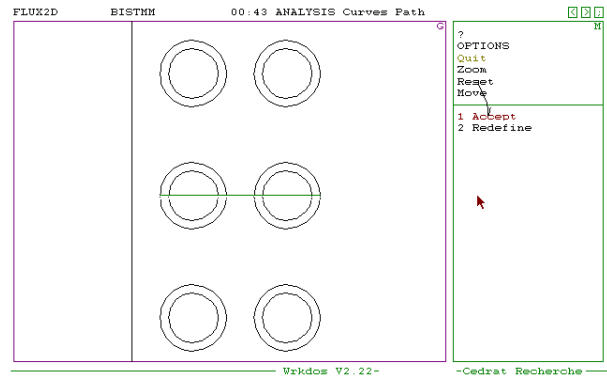 FLUX2D BISTMM 00:43 ANALYSIS Curves Path < > ;
G
M
?
OPTIONS
Quit
Zoom
Reset
Move
1 Accept
2 Redefine
Wrkdos V2.22- -Cedrat Recherche